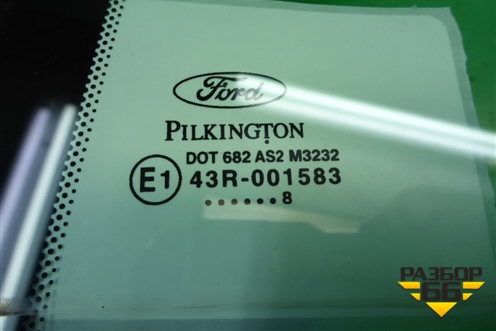 Ford
PILKINGTON
DOT 682 AS2 M3232
E1 43R-001583
......8
РАЗБОР
66